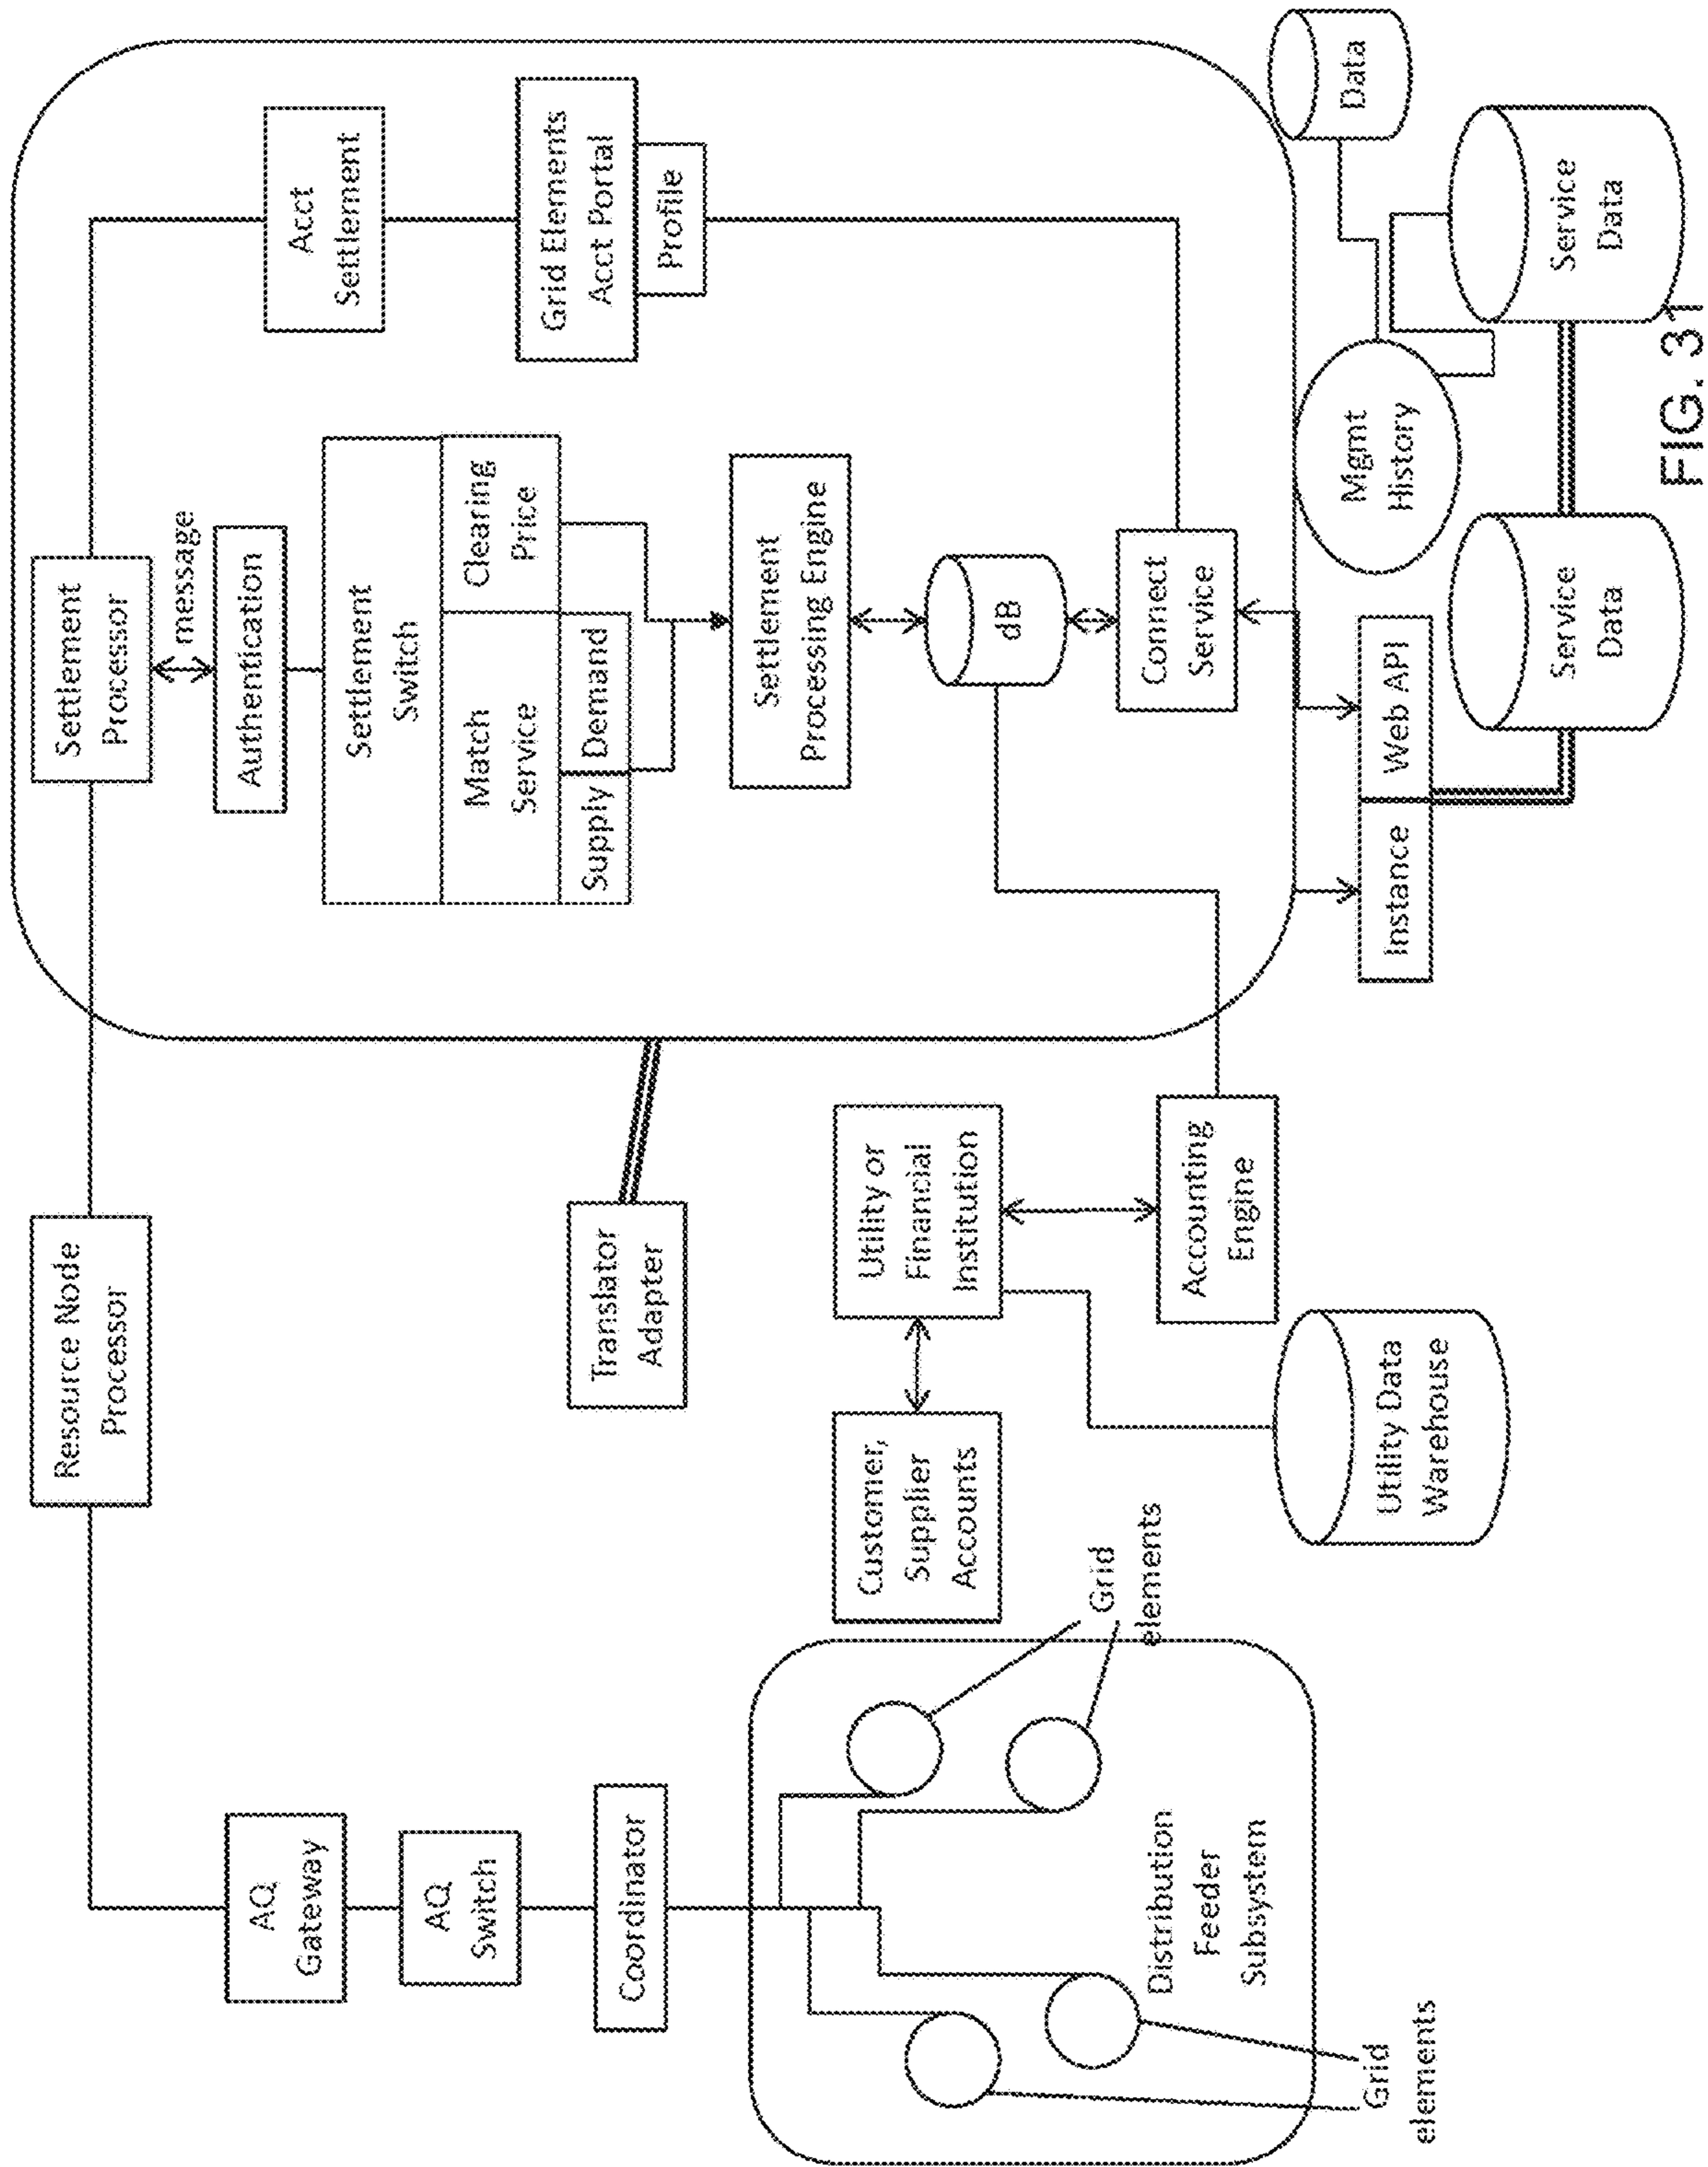 Resource Node
Processor
Settlement
Processor
message
Authentication
AQ
Gateway
AQ
Switch
Coordinator
Acct
Settlement
Settlement
Switch
Match
Service
Clearing
Price
Supply
Demand
Grid Elements
Acct Portal
Profile
Translator
Adapter
Settlement
Processing Engine
Customer,
Supplier
Accounts
Utility or
Financial
Institution
dB
Grid
elements
Distribution
Feeder
Subsystem
Accounting
Engine
Connect
Service
Grid
elements
Utility Data
Warehouse
Instance
Web API
Mgmt
History
Data
Service
Data
Service
Data
FIG. 31